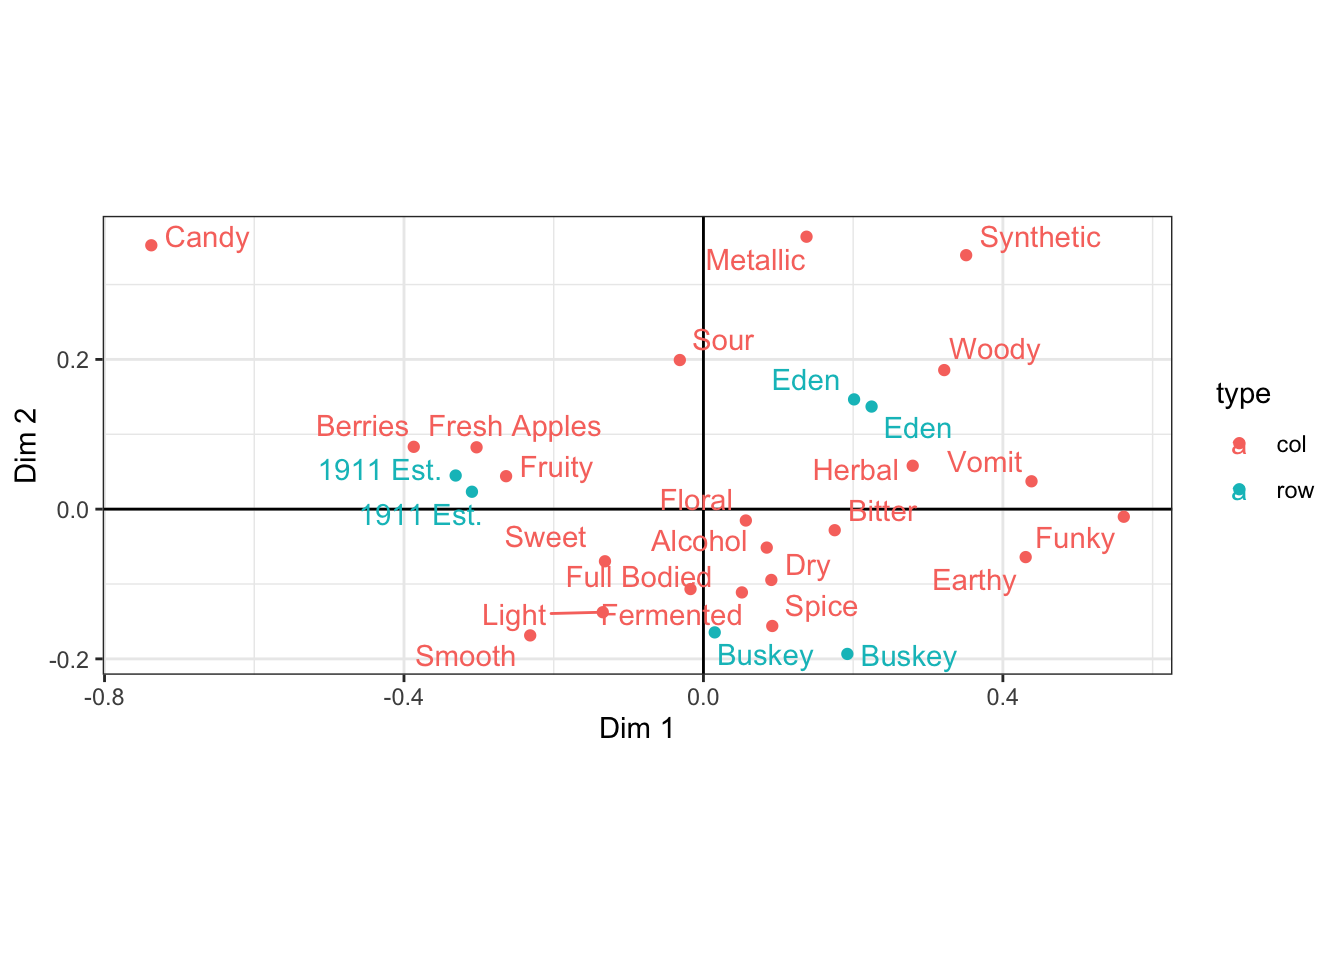 Candy
Synthetic
Metallic
Sour
Woody
0.2
Eden
type
Berries
Fresh Apples
Eden
a col
1911 Est.
Fruity
Herbal
Vomit
Dim 2
a row
Floral
0.0
1911 Est.
Bitter
Sweet
Alcohol
Funky
Dry
Full Bodied
Earthy
Light
Fermented
Spice
Smooth
Buskey
Buskey
-0.2
-0.8
-0.4
0.0
0.4
Dim 1